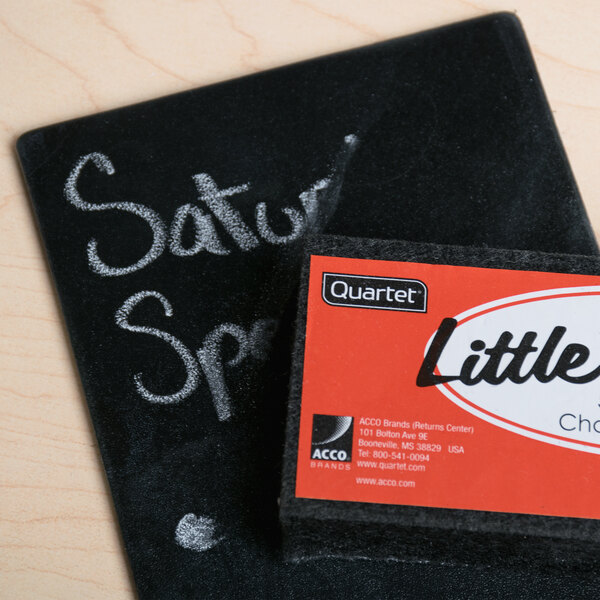 Satur
Spe
Quartet
Little
Cho
ACCO
BRANDS
ACCO Brands (Returns Center)
101 Bolton Ave 9E
Booneville, MS 38829 USA
Tel: 800-541-0094
www.quartet.com
www.acco.com